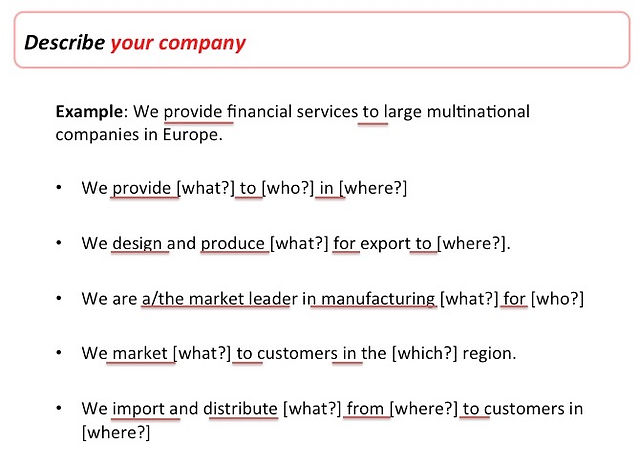 Describe your company
Example: We provide financial services to large multinational
companies in Europe.
• We provide [what?] to [who?] in [where?]
• We design and produce [what?] for export to [where?].
• We are a/the market leader in manufacturing [what?] for [who?]
• We market [what?] to customers in the [which?] region.
• We import and distribute [what?] from [where?] to customers in
[where?]